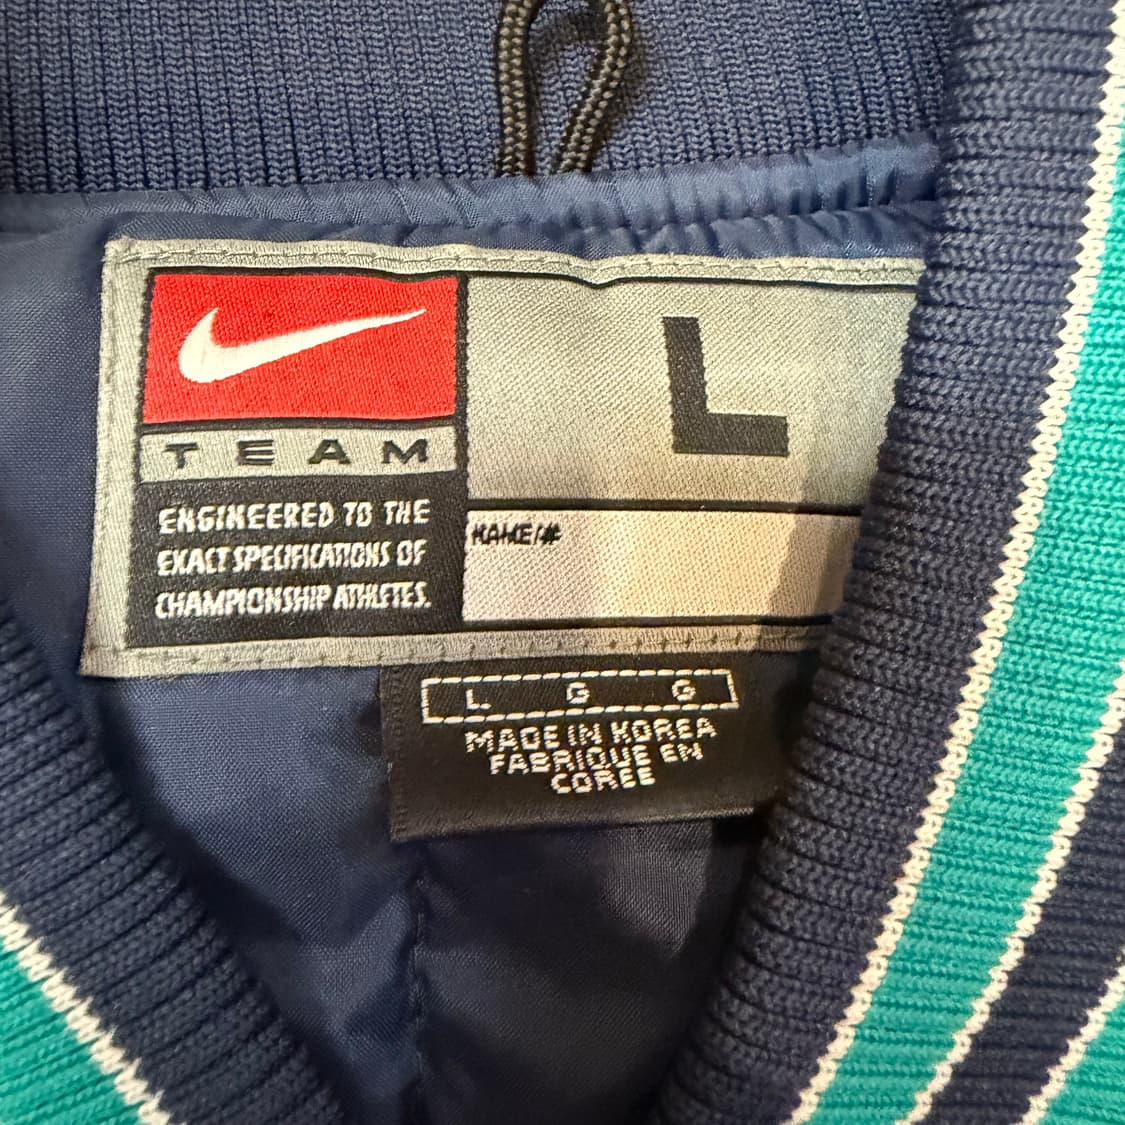 TEAM
L
ENGINEERED TO THE
EXACT SPECIFICATIONS OF
CHAMPIONSHIP ATHLETES.
NAME/#
L G G
MADE IN KOREA
FABRIQUE EN
COREE